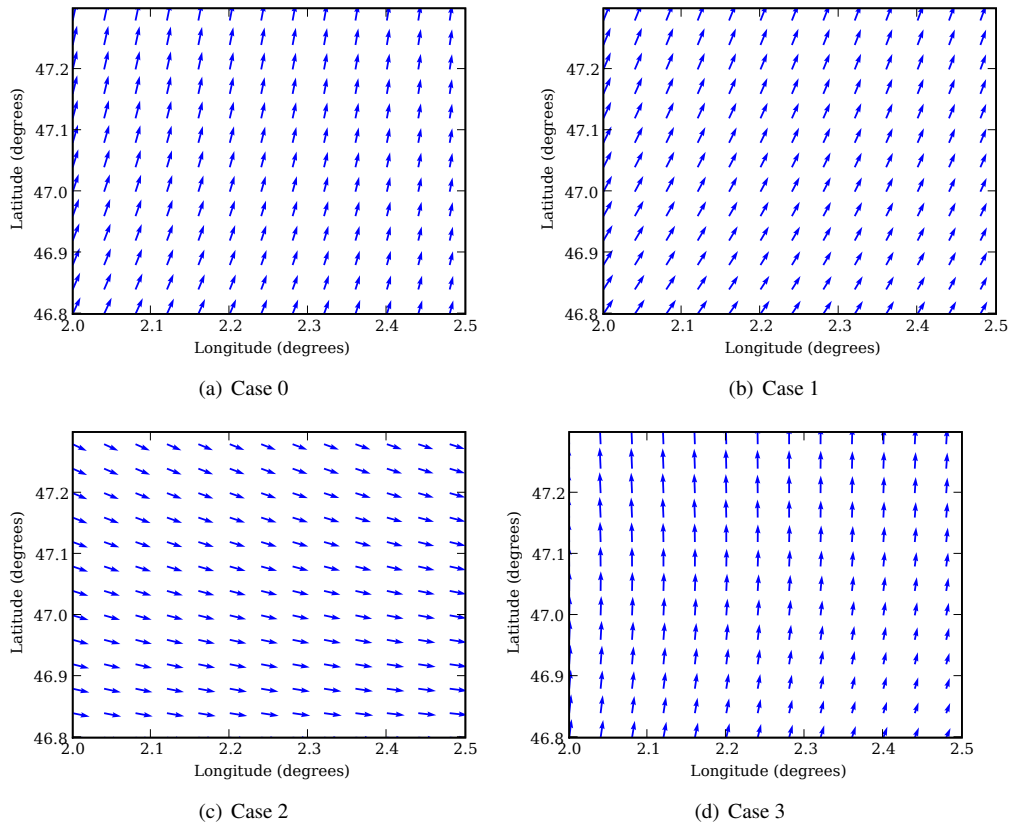 47.2
47.1
47.0
46.9
46.8
Latitude (degrees)
2.0 2.1 2.2 2.3 2.4 2.5
Longitude (degrees)
(a) Case 0
47.2
47.1
47.0
46.9
46.8
Latitude (degrees)
2.0 2.1 2.2 2.3 2.4 2.5
Longitude (degrees)
(b) Case 1
47.2
47.1
47.0
46.9
46.8
Latitude (degrees)
2.0 2.1 2.2 2.3 2.4 2.5
Longitude (degrees)
(c) Case 2
47.2
47.1
47.0
46.9
46.8
Latitude (degrees)
2.0 2.1 2.2 2.3 2.4 2.5
Longitude (degrees)
(d) Case 3